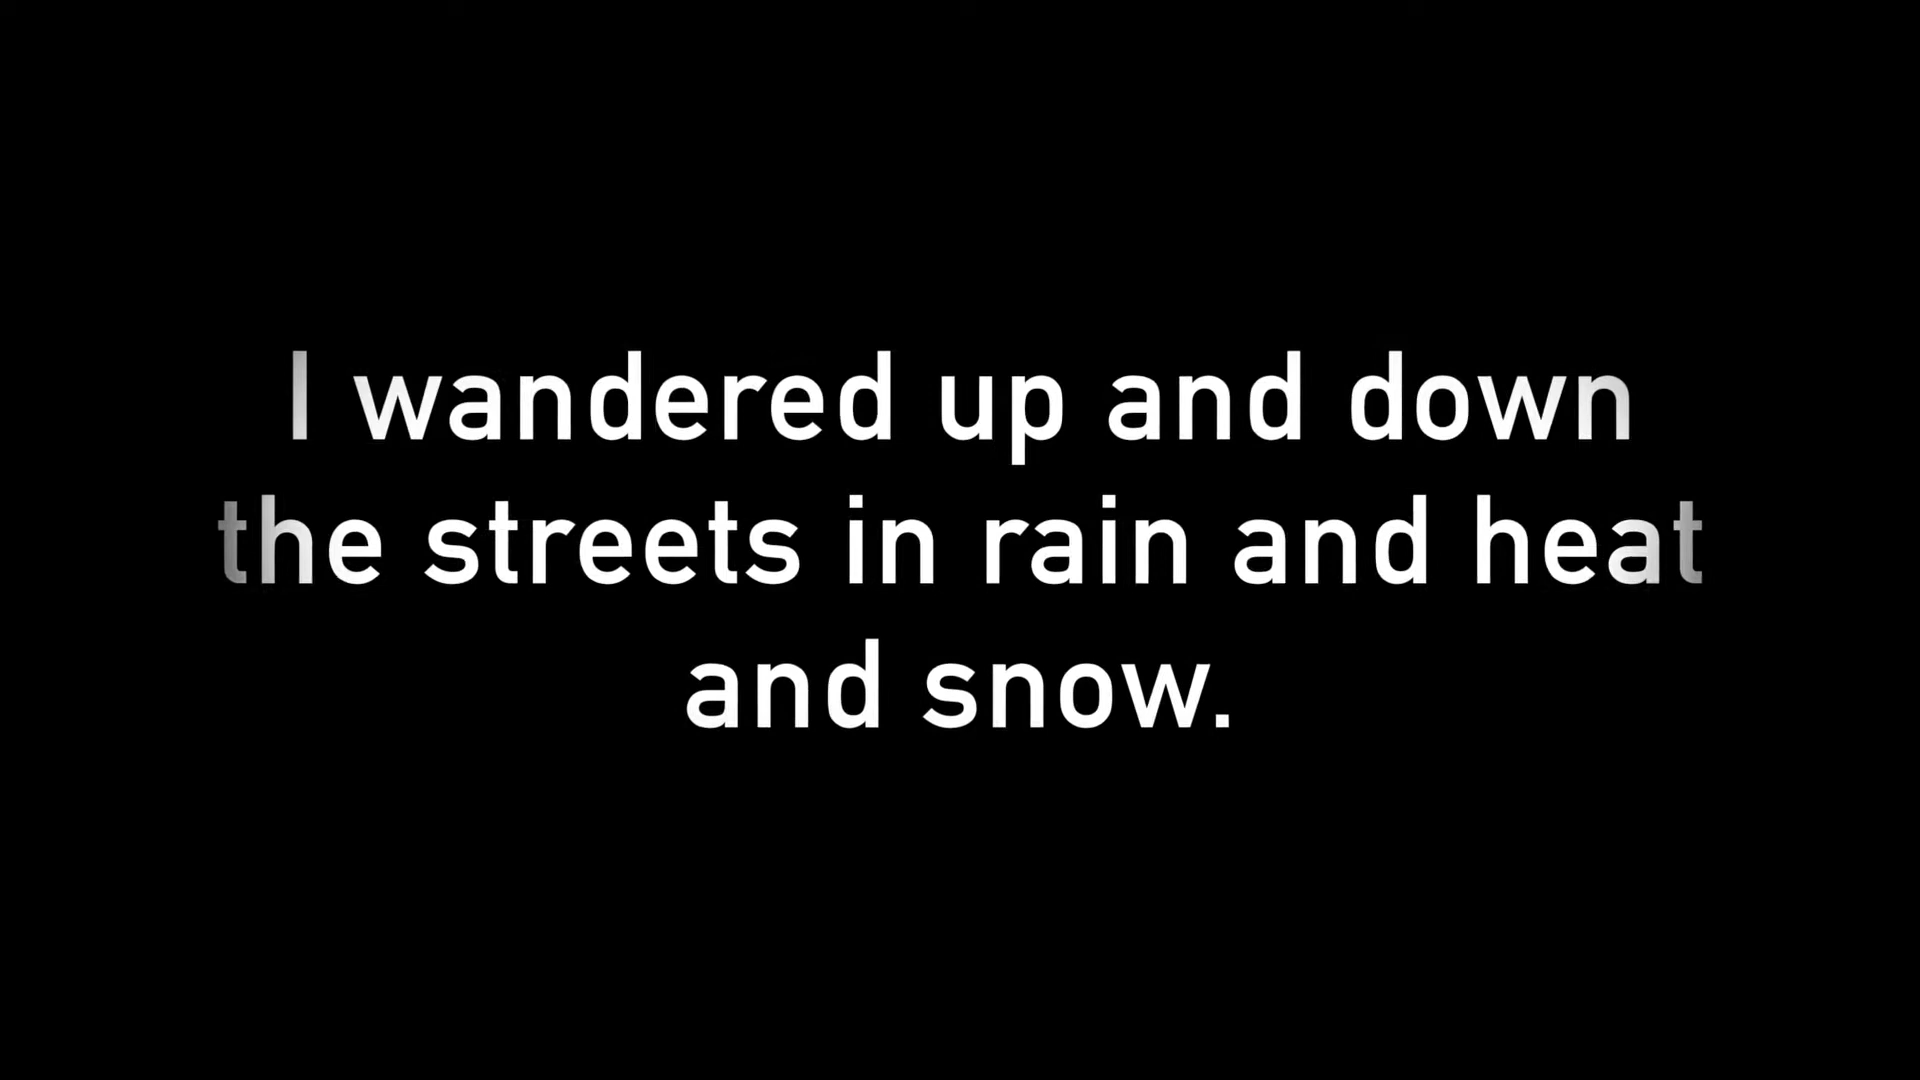 I wandered up and down
the streets in rain and heat
and snow.